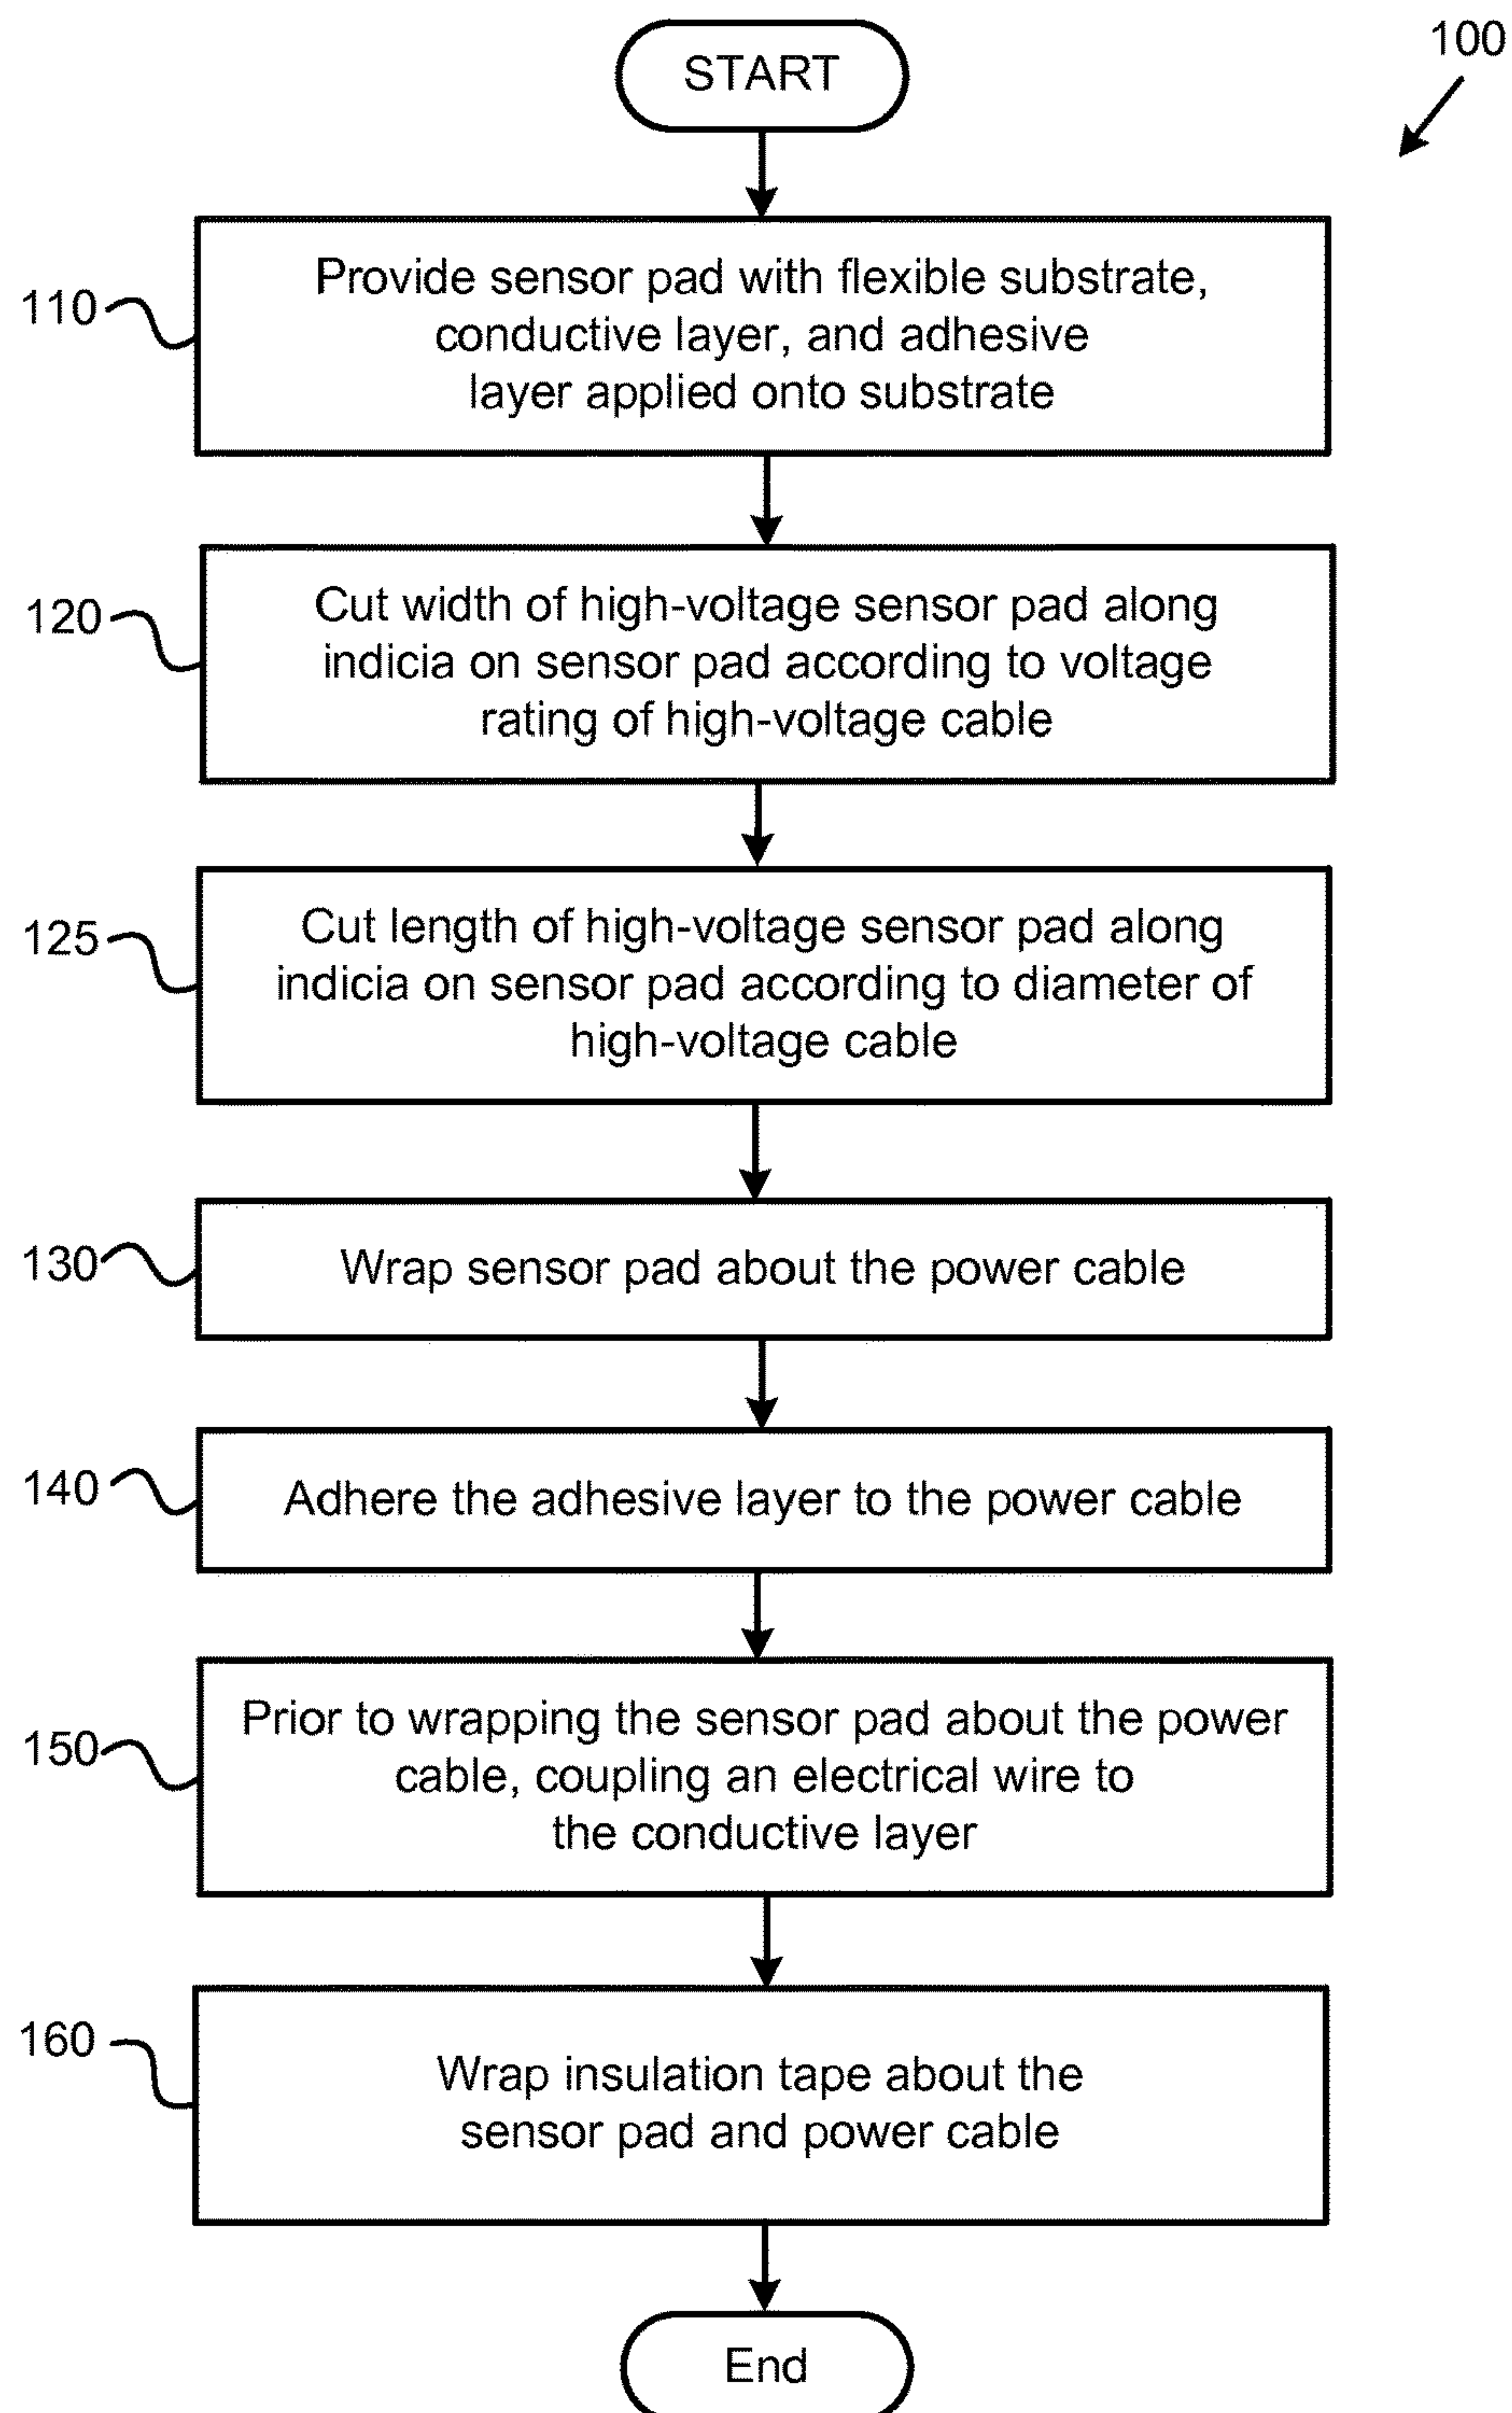 START
100
110
Provide sensor pad with flexible substrate,
conductive layer, and adhesive
layer applied onto substrate
120
Cut width of high-voltage sensor pad along
indicia on sensor pad according to voltage
rating of high-voltage cable
125
Cut length of high-voltage sensor pad along
indicia on sensor pad according to diameter of
high-voltage cable
130
Wrap sensor pad about the power cable
140
Adhere the adhesive layer to the power cable
150
Prior to wrapping the sensor pad about the power
cable, coupling an electrical wire to
the conductive layer
160
Wrap insulation tape about the
sensor pad and power cable
End